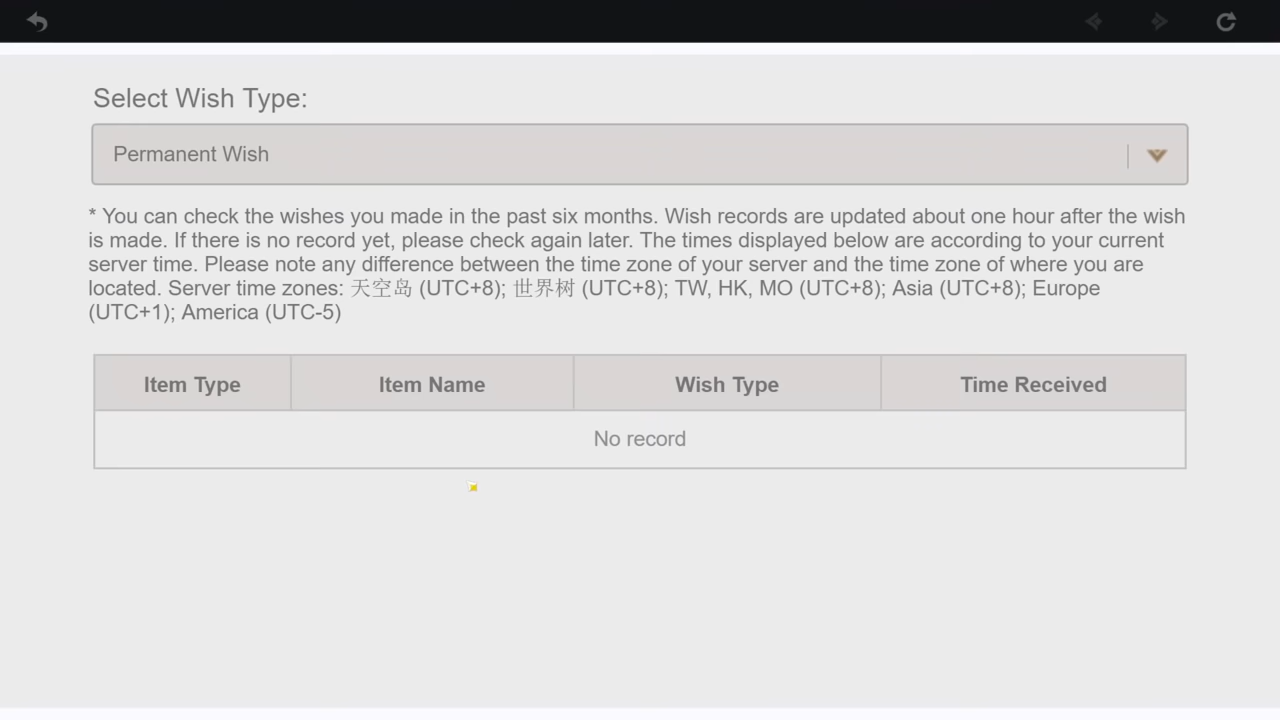 Select Wish Type:
Permanent Wish
* You can check the wishes you made in the past six months. Wish records are updated about one hour after the wish
is made. If there is no record yet, please check again later. The times displayed below are according to your current
server time. Please note any difference between the time zone of your server and the time zone of where you are
located. Server time zones: 天空岛 (UTC+8); 世界树 (UTC+8); TW, HK, MO (UTC+8); Asia (UTC+8); Europe
(UTC+1); America (UTC-5)
Item Type Item Name Wish Type Time Received
No record